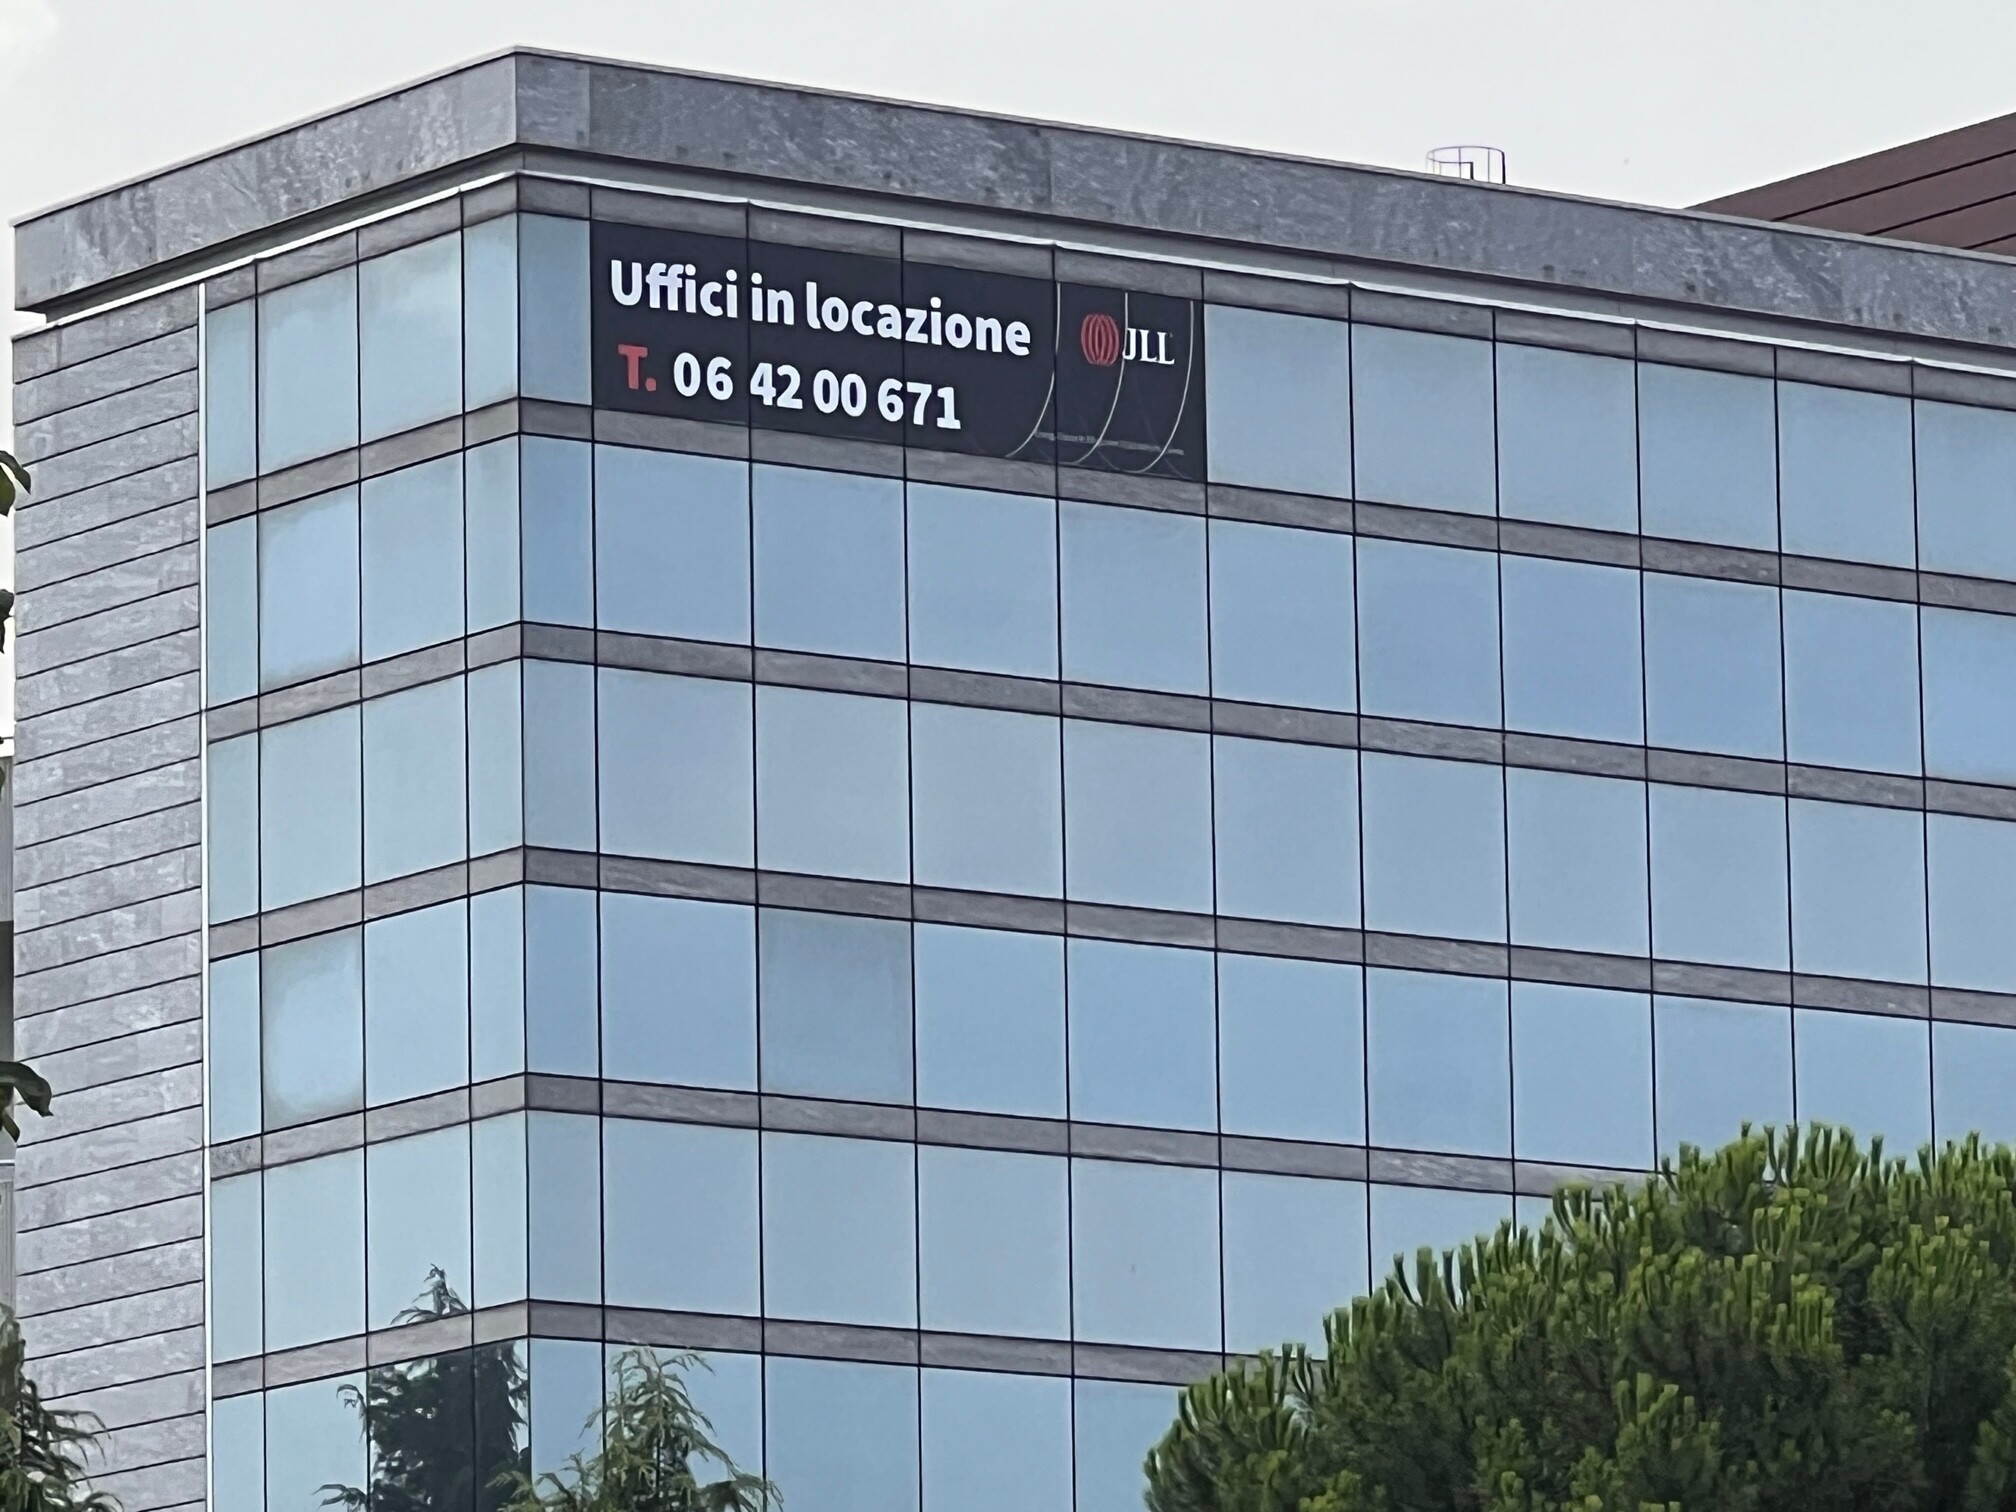 Uffici in locazione
T. 06 42 00 671
JLL